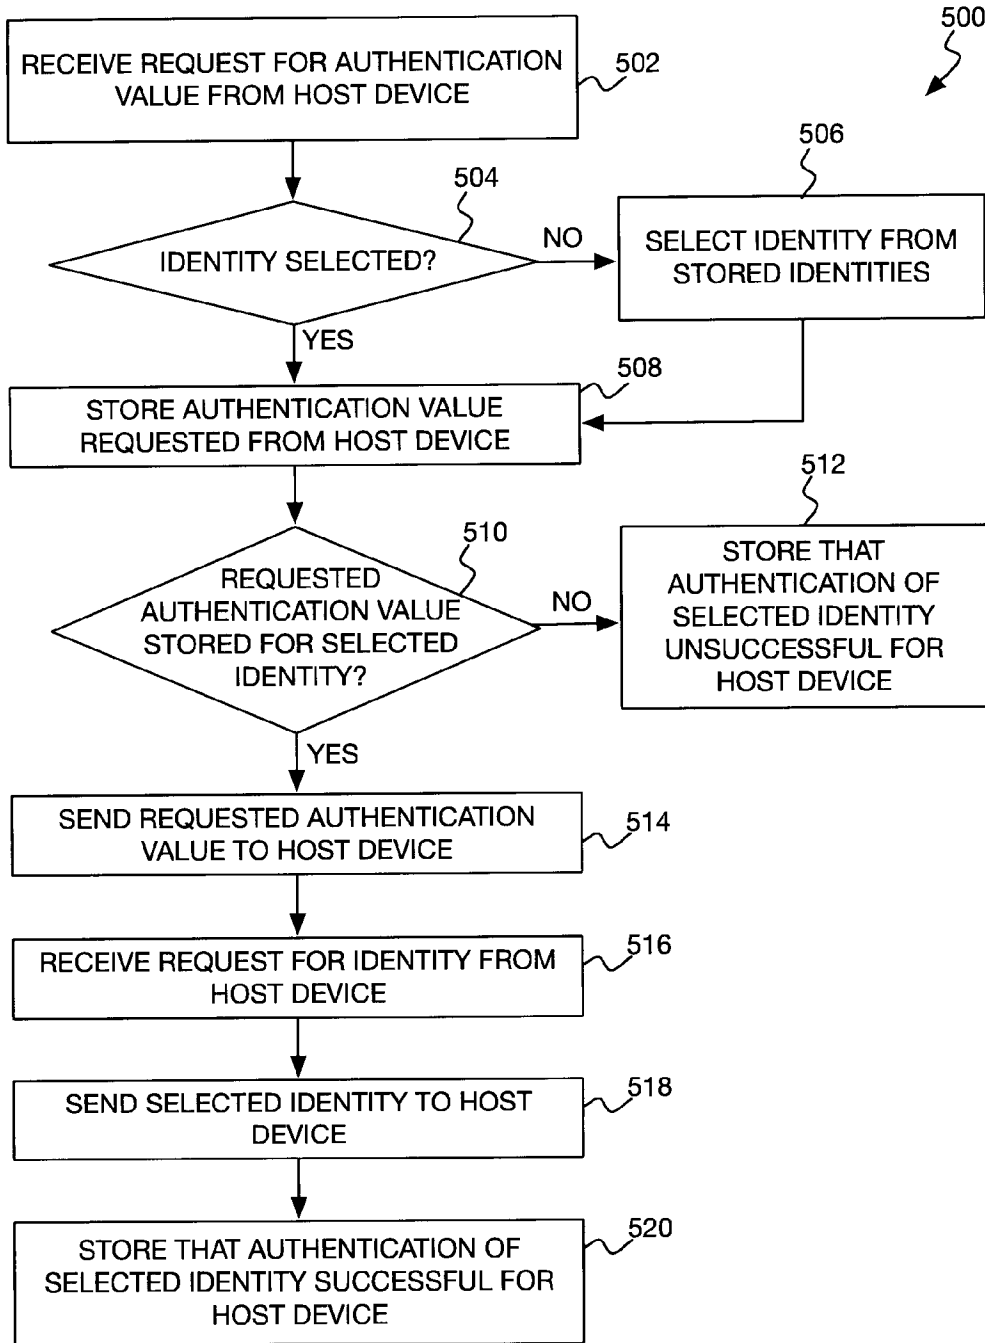 500
RECEIVE REQUEST FOR AUTHENTICATION
VALUE FROM HOST DEVICE
502
504
IDENTITY SELECTED?
NO
506
SELECT IDENTITY FROM
STORED IDENTITIES
YES
508
STORE AUTHENTICATION VALUE
REQUESTED FROM HOST DEVICE
510
REQUESTED
AUTHENTICATION VALUE
STORED FOR SELECTED
IDENTITY?
NO
512
STORE THAT
AUTHENTICATION OF
SELECTED IDENTITY
UNSUCCESSFUL FOR
HOST DEVICE
YES
SEND REQUESTED AUTHENTICATION
VALUE TO HOST DEVICE
514
RECEIVE REQUEST FOR IDENTITY FROM
HOST DEVICE
516
SEND SELECTED IDENTITY TO HOST
DEVICE
518
STORE THAT AUTHENTICATION OF
SELECTED IDENTITY SUCCESSFUL FOR
HOST DEVICE
520